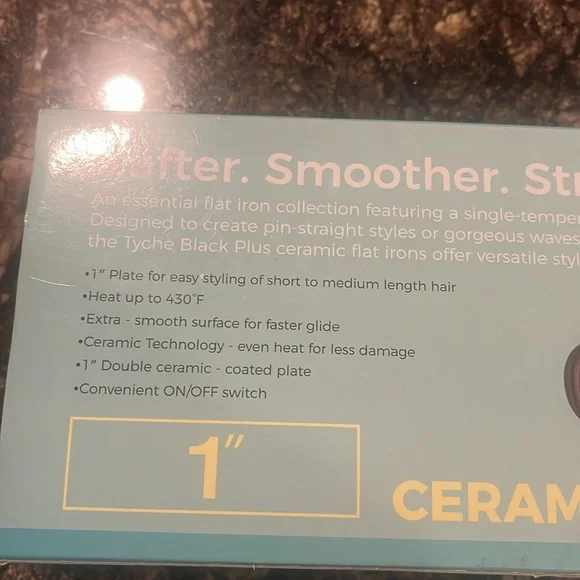 Softer. Smoother. Str
An essential flat iron collection featuring a single-tempe
Designed to create pin-straight styles or gorgeous waves
the Tyche Black Plus ceramic flat irons offer versatile styl
•1" Plate for easy styling of short to medium length hair
•Heat up to 430°F
•Extra - smooth surface for faster glide
•Ceramic Technology - even heat for less damage
•1" Double ceramic - coated plate
•Convenient ON/OFF switch
1"
CERAM